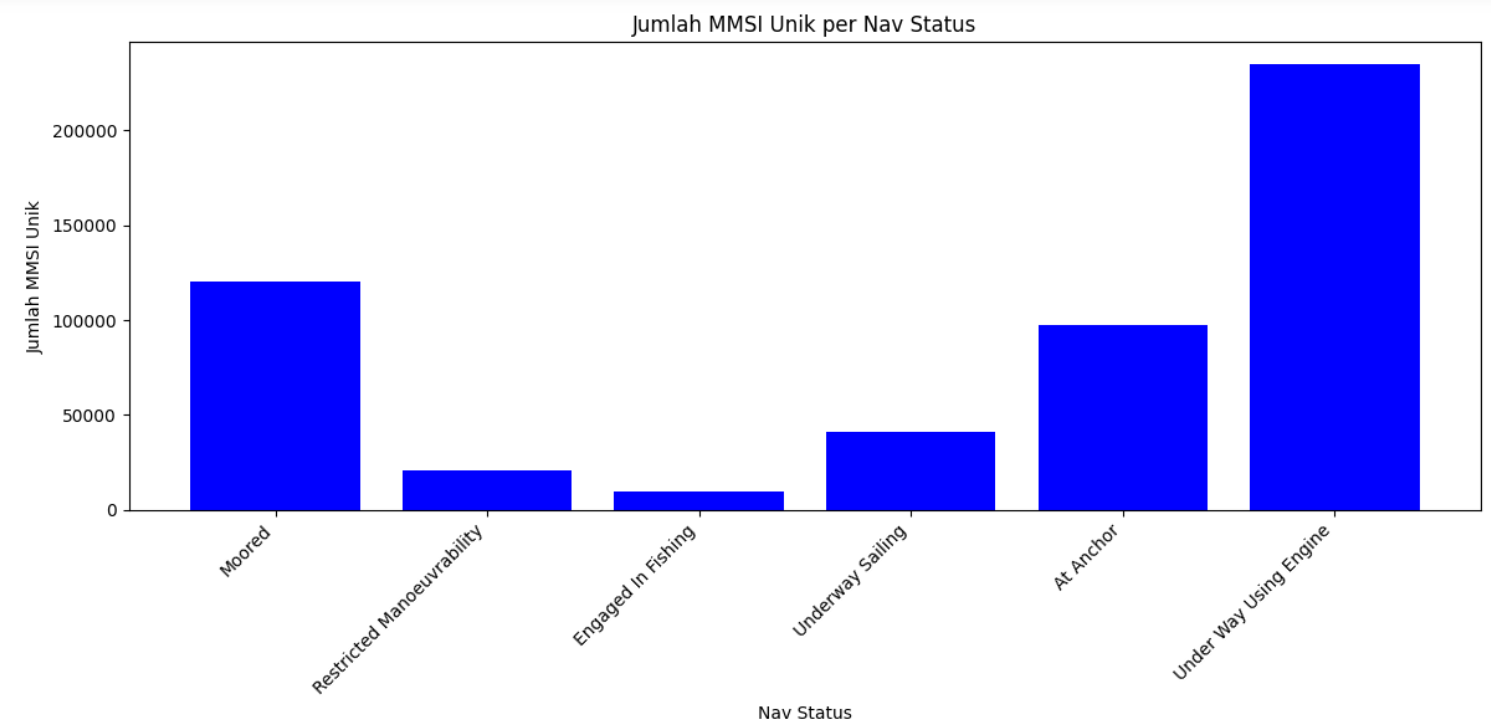 Jumlah MMSI Unik per Nav Status
Jumlah MMSI Unik
200000
150000
100000
50000
0
Moored
Restricted Manoeuvrability
Engaged In Fishing
Underway Sailing
At Anchor
Under Way Using Engine
Nav Status